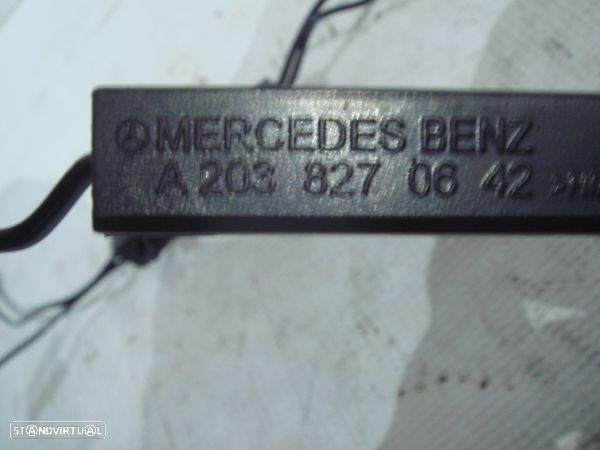 MERCEDES BENZ
A 203 827 06 42
STANDVIRTUAL